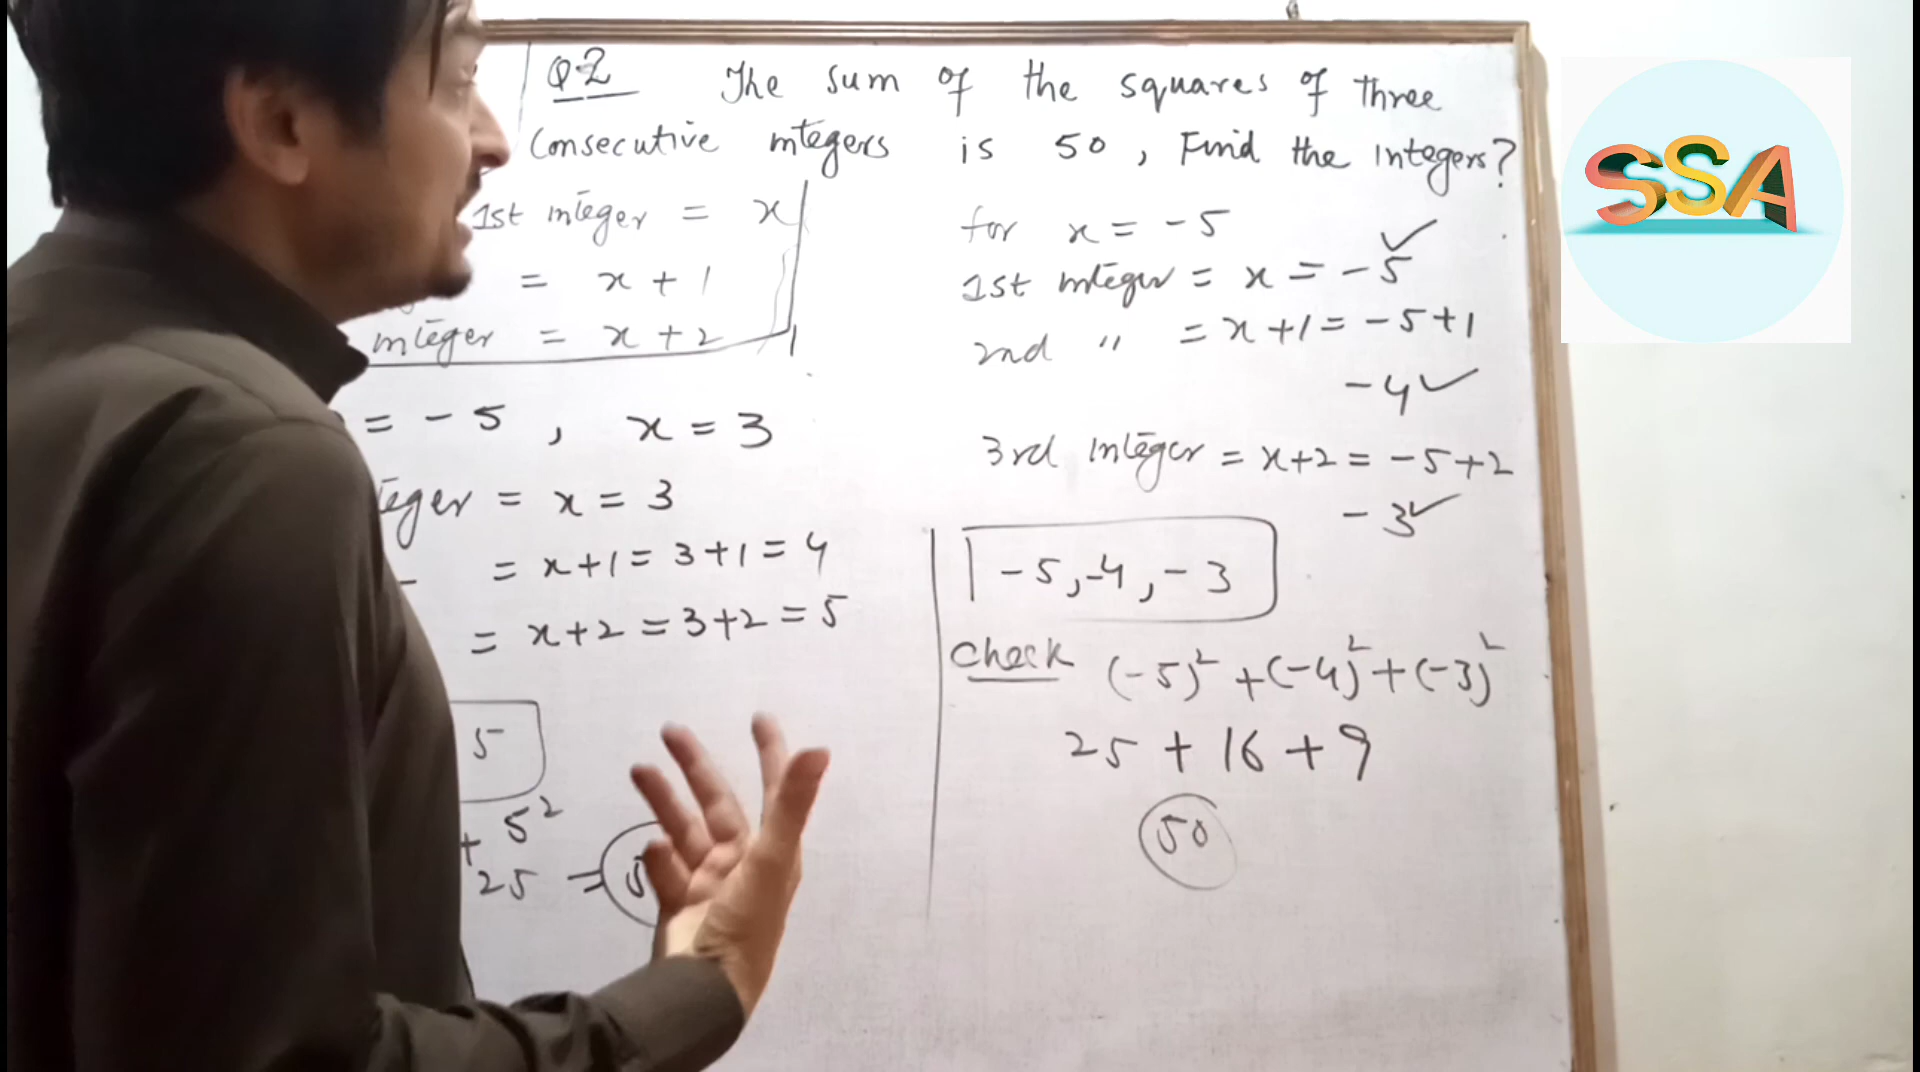 Q2 The sum of the squares of three
Consecutive integers is 50, Find the integers?
1st integer = x
= x + 1
integer = x + 2
= - 5 , x = 3
teger = x = 3
= x+1 = 3+1 = 4
= x+2 = 3+2 = 5
5
+ 5²
25 =
for x = -5
1st integer = x = -5 ✓
2nd " = x+1 = -5+1
-4 ✓
3rd integer = x+2 = -5+2
-3 ✓
-5, -4, -3
Check (-5)² + (-4)² + (-3)²
25 + 16 + 9
50
SSA